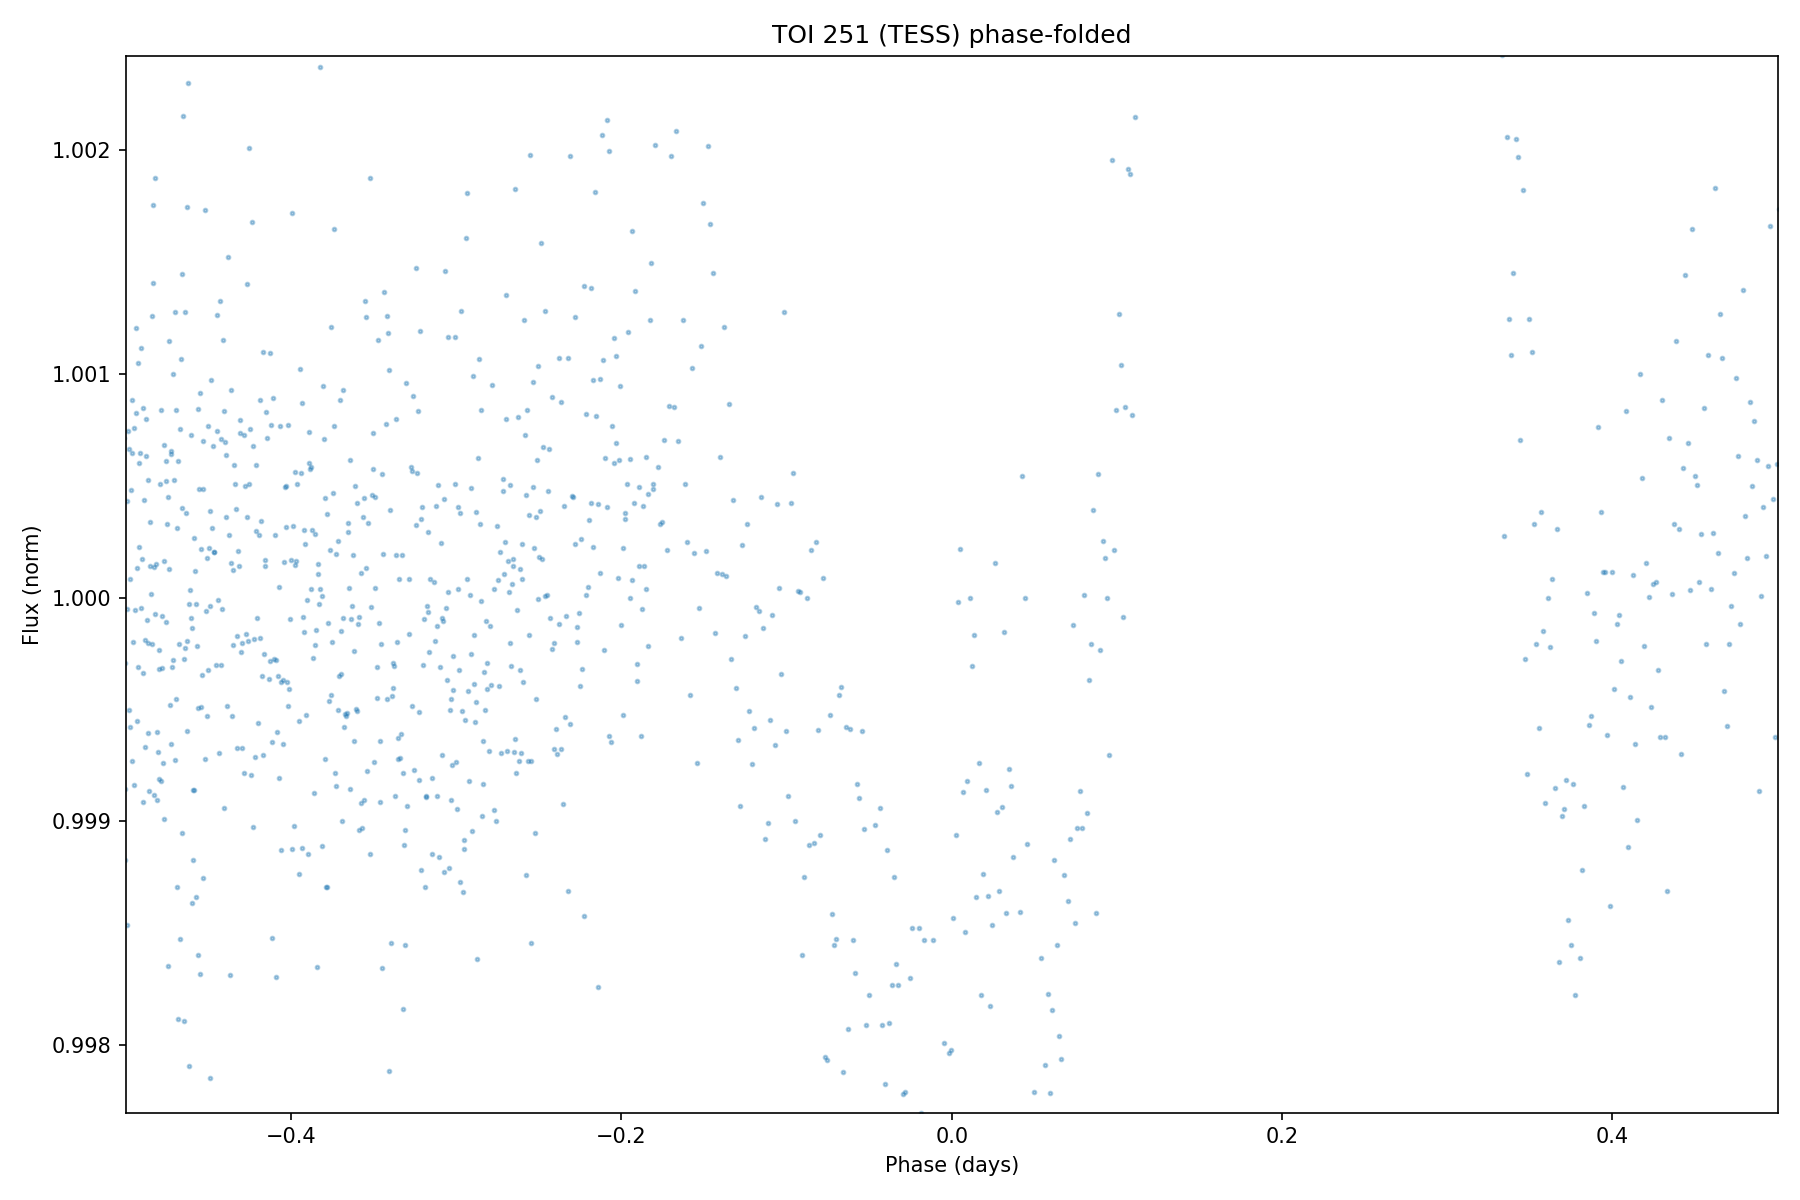 TOI 251 (TESS) phase-folded
1.002
1.001
1.000
0.999
0.998
Flux (norm)
−0.4 −0.2 0.0 0.2 0.4
Phase (days)